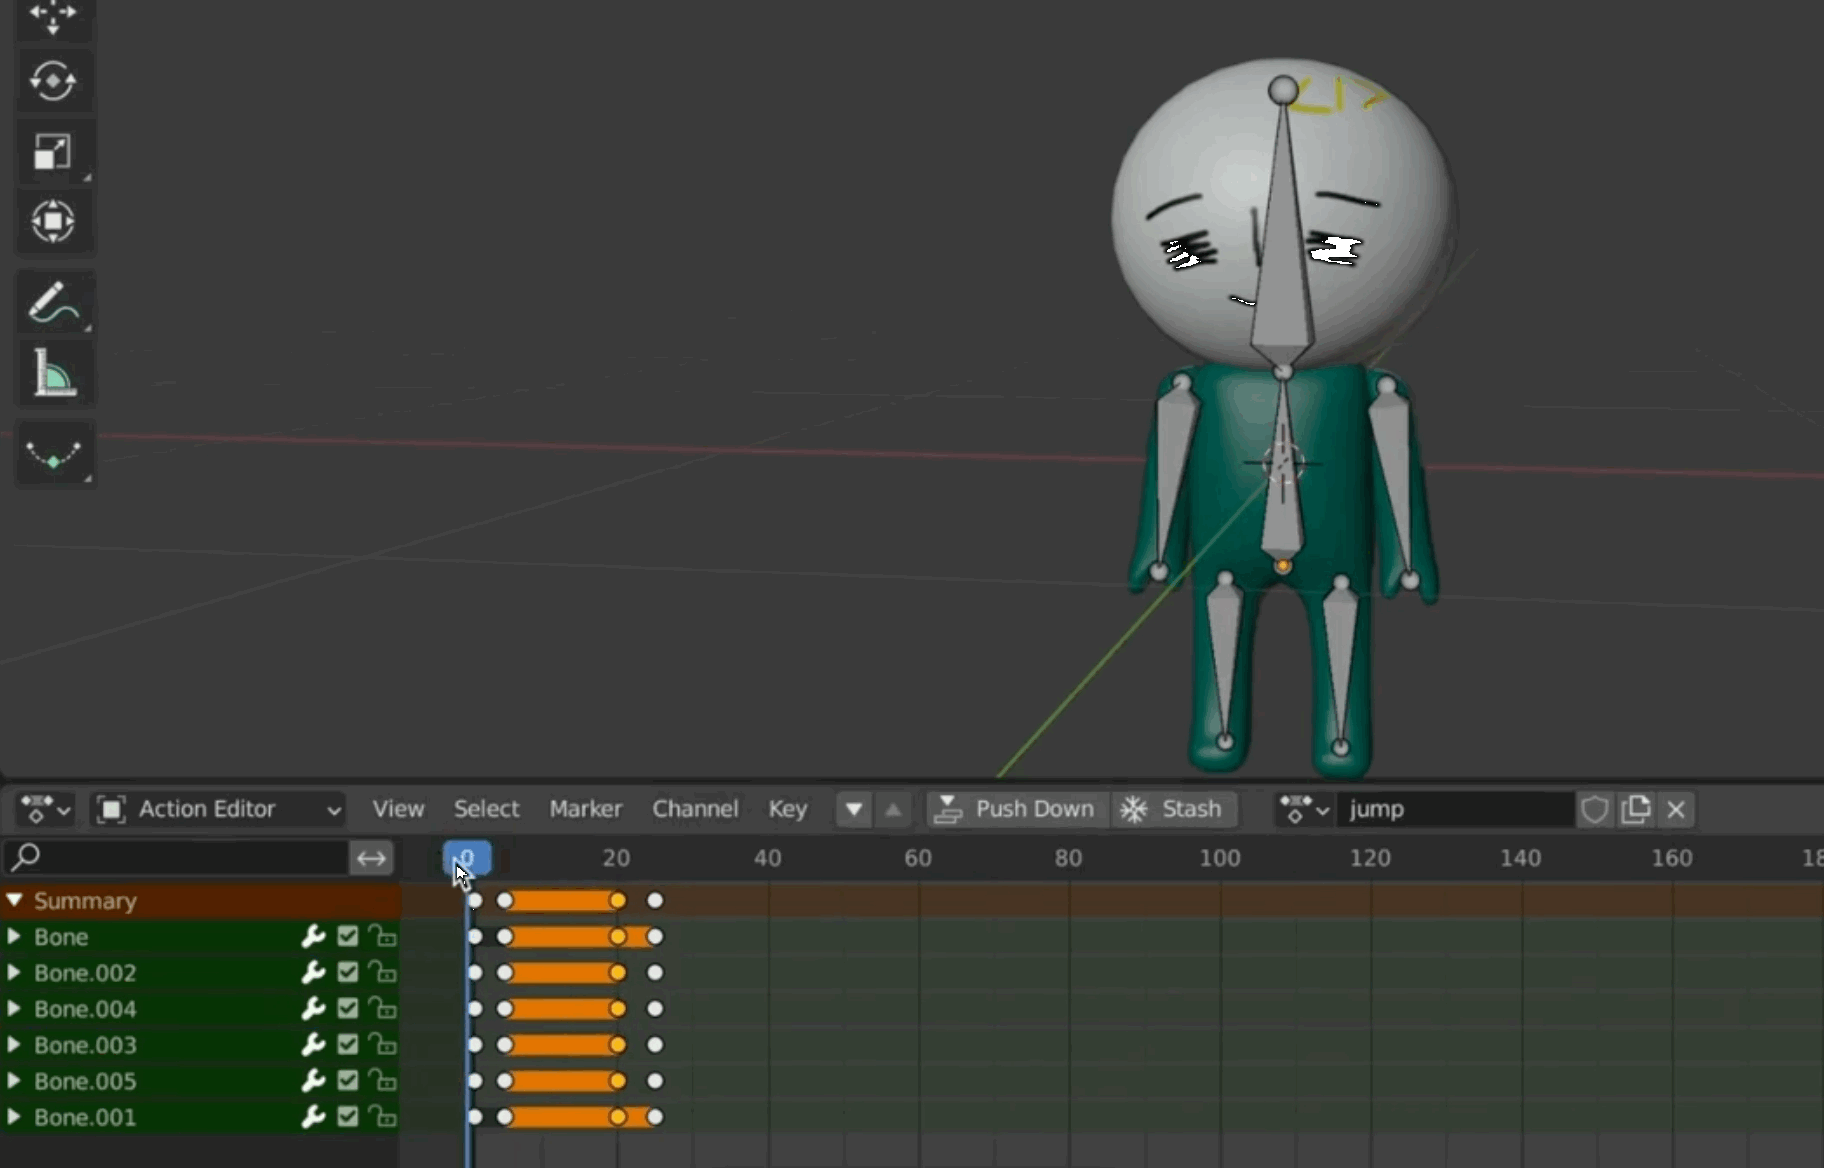 Action Editor View Select Marker Channel Key Push Down Stash jump
0 20 40 60 80 100 120 140 160
Summary
Bone
Bone.002
Bone.004
Bone.003
Bone.005
Bone.001